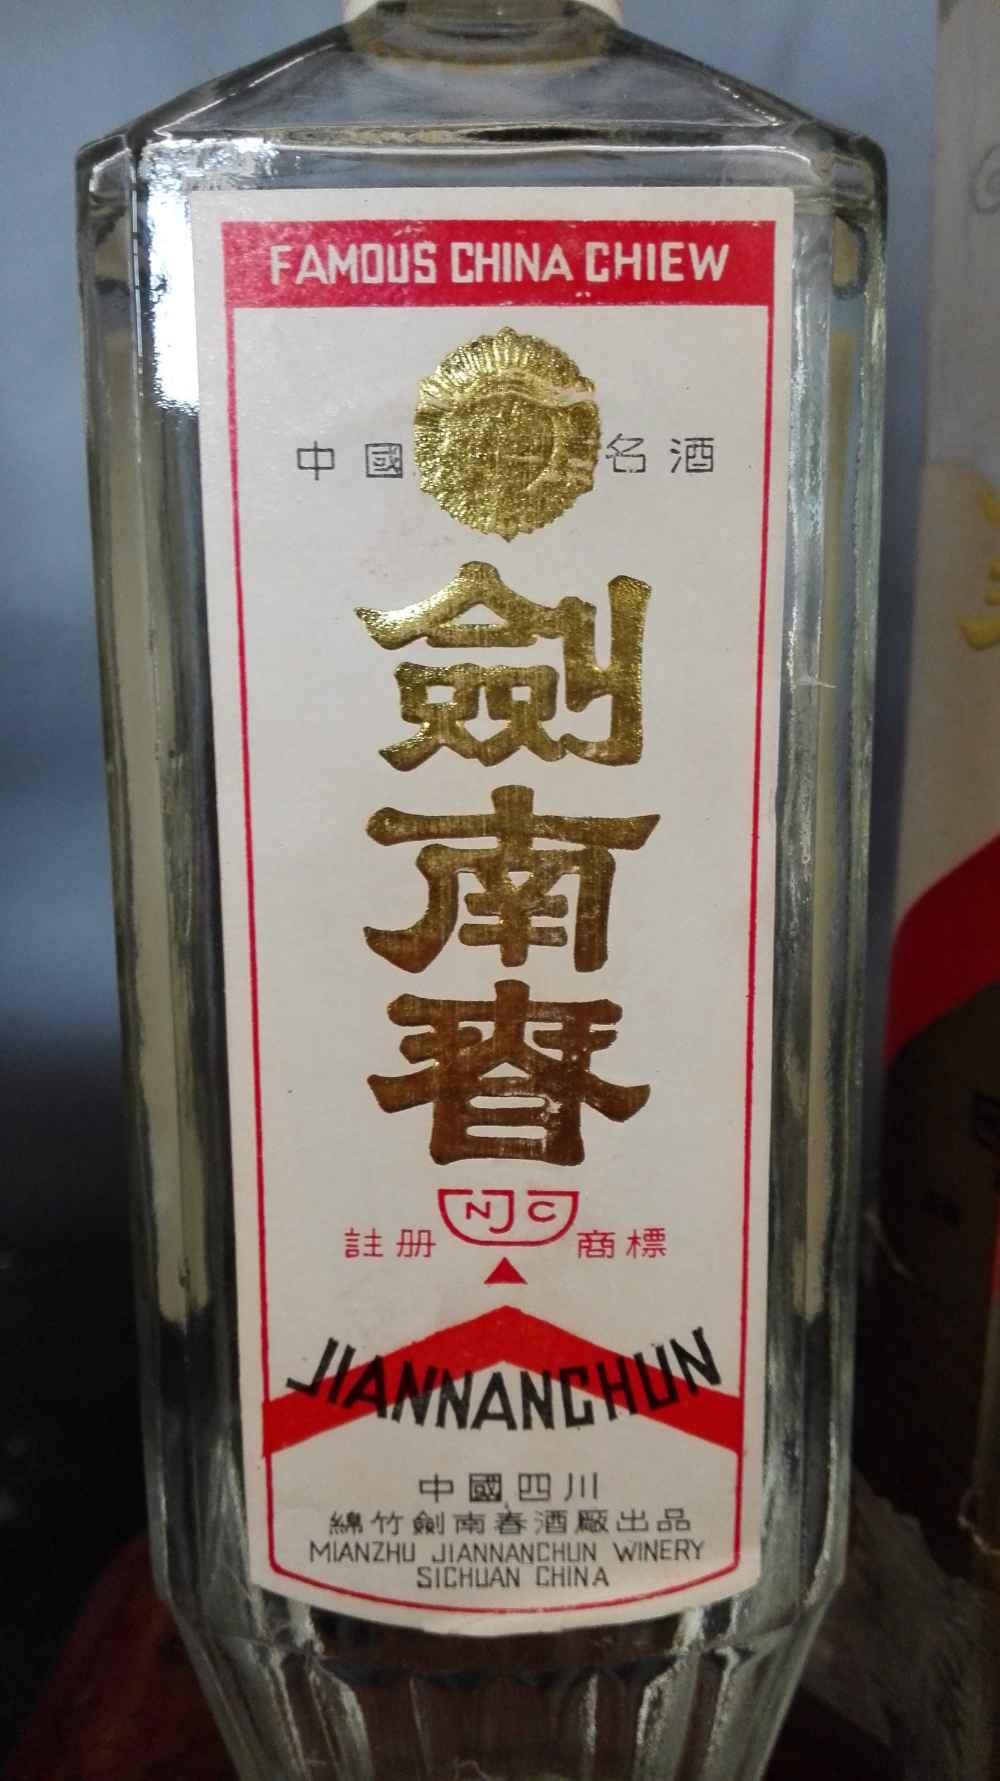 FAMOUS CHINA CHIEW
中國 名酒
劍南春
NJC
註册 商標
JIANNANCHUN
中國四川
綿竹劍南春酒厰出品
MIANZHU JIANNANCHUN WINERY
SICHUAN CHINA